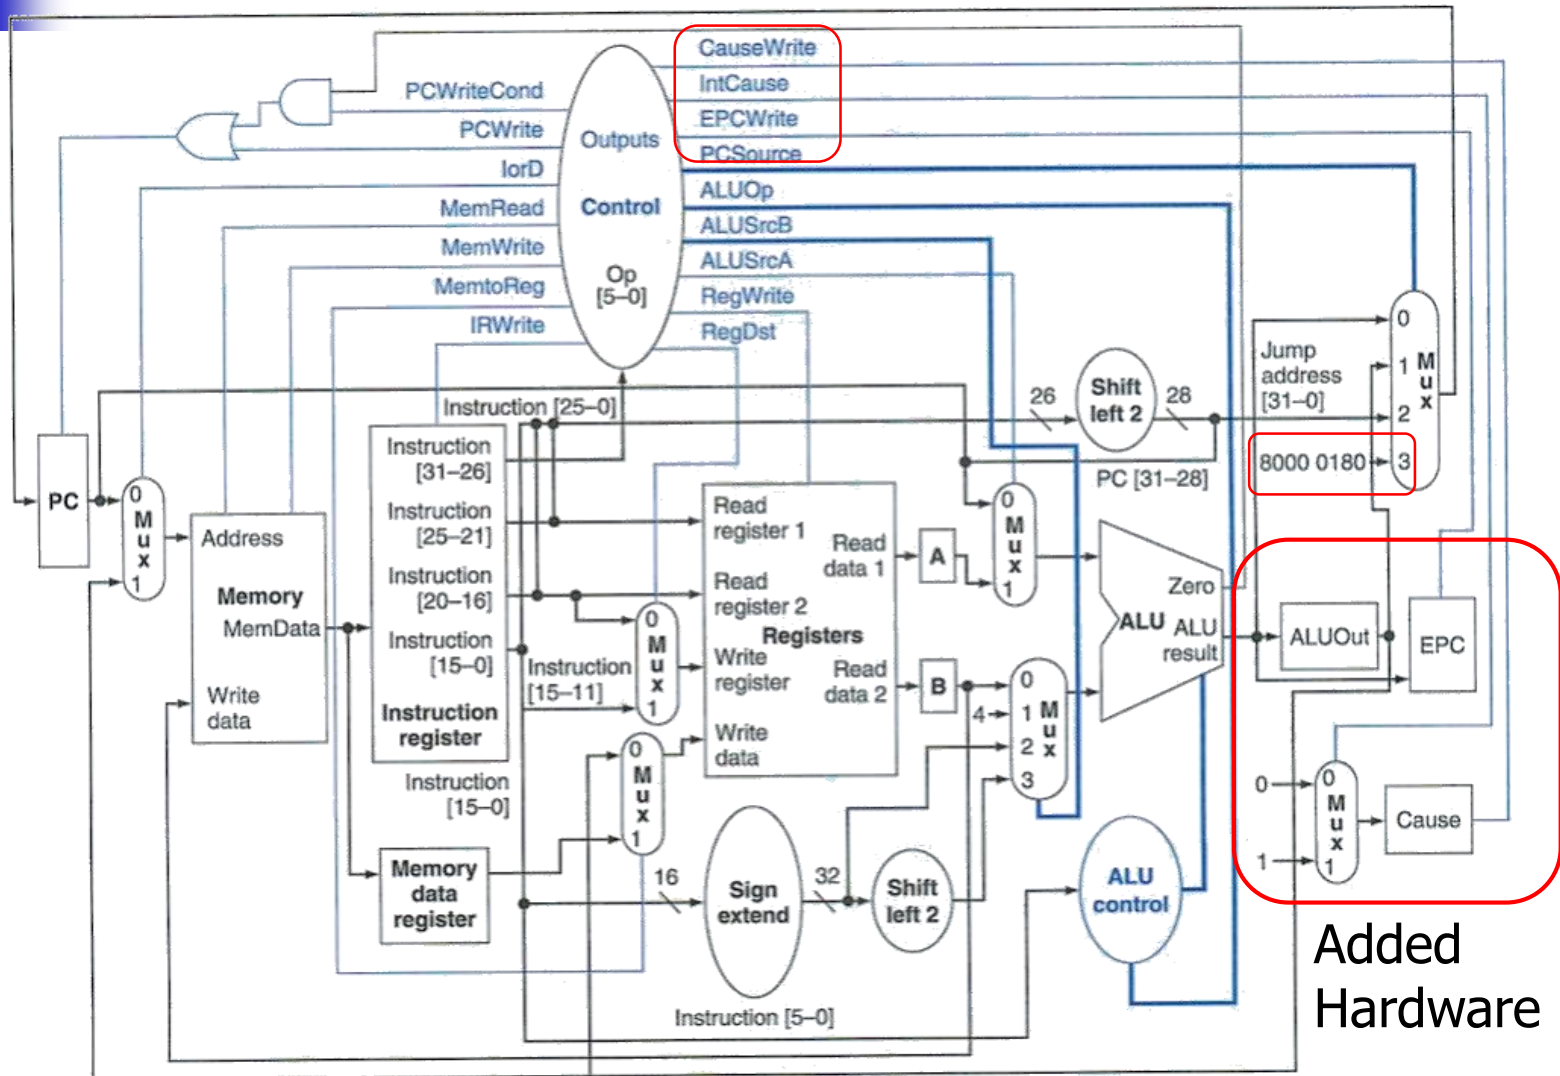 CauseWrite
IntCause
EPCWrite
PCSource
ALUOp
ALUSrcB
ALUSrcA
RegWrite
RegDst
PCWriteCond
PCWrite
IorD
MemRead
MemWrite
MemtoReg
IRWrite
Outputs
Control
Op
[5–0]
Instruction [25–0]
26
Shift
left 2
28
Jump
address
[31–0]
0
1
2
3
M
u
x
8000 0180
PC [31–28]
PC
0
M
u
x
1
Address
Memory
MemData
Write
data
Instruction
[31–26]
Instruction
[25–21]
Instruction
[20–16]
Instruction
[15–0]
Instruction
register
Instruction
[15–0]
Instruction
[15–11]
0
M
u
x
1
0
M
u
x
1
Memory
data
register
Read
register 1
Read
register 2
Registers
Write
register
Write
data
Read
data 1
Read
data 2
A
B
0
M
u
x
1
4
0
1
2
3
M
u
x
Zero
ALU
ALU
result
ALUOut
EPC
0
1
0
M
u
x
1
Cause
16
Sign
extend
32
Shift
left 2
ALU
control
Instruction [5–0]
Added
Hardware